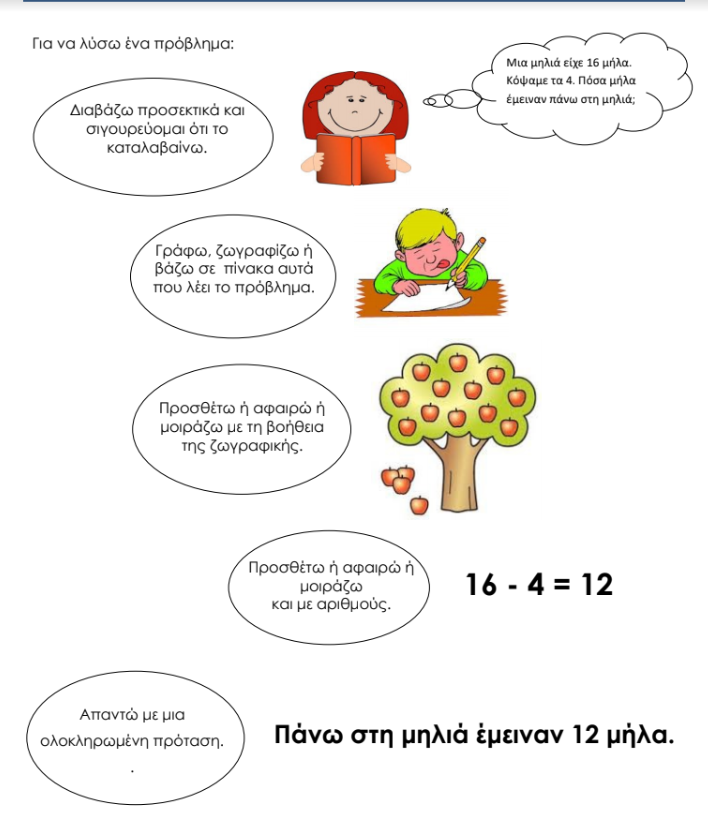 Για να λύσω ένα πρόβλημα:
Μια μηλιά είχε 16 μήλα.
Κόψαμε τα 4. Πόσα μήλα
έμειναν πάνω στη μηλιά;
Διαβάζω προσεκτικά και
σιγουρεύομαι ότι το
καταλαβαίνω.
Γράφω, ζωγραφίζω ή
βάζω σε πίνακα αυτά
που λέει το πρόβλημα.
Προσθέτω ή αφαιρώ ή
μοιράζω με τη βοήθεια
της ζωγραφικής.
Προσθέτω ή αφαιρώ ή
μοιράζω
και με αριθμούς.
16 - 4 = 12
Απαντώ με μια
ολοκληρωμένη πρόταση.
.
Πάνω στη μηλιά έμειναν 12 μήλα.